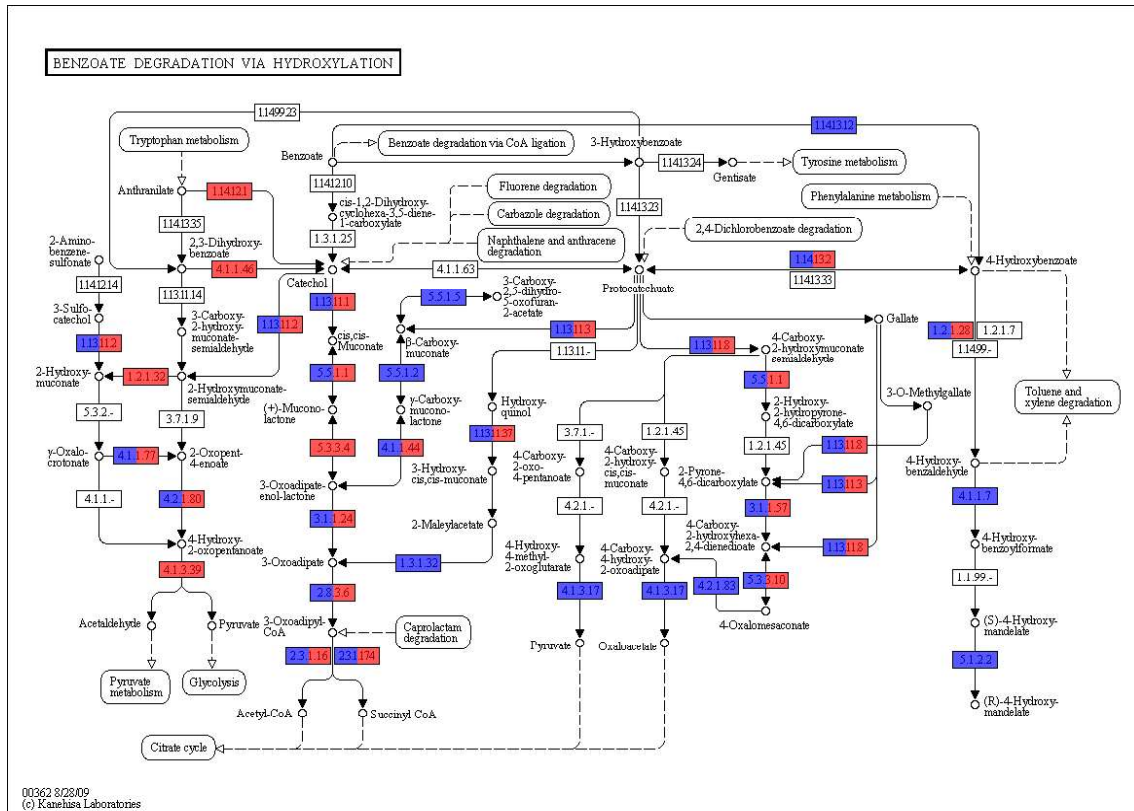 BENZOATE DEGRADATION VIA HYDROXYLATION
1.14.99.23
1.14.13.12
Tryptophan metabolism
Benzoate degradation via CoA ligation
3-Hydroxybenzoate
Benzoate
1.14.13.24
Tyrosine metabolism
Gentisate
Anthranilate
1.14.12.1
1.14.12.10
Fluorene degradation
Phenylalanine metabolism
cis-1,2-Dihydroxy-
cyclohexa-3,5-diene-
1-carboxylate
Carbazole degradation
1.14.13.23
1.14.13.35
2,4-Dichlorobenzoate degradation
2-Amino-
benzene-
sulfonate
2,3-Dihydroxy-
benzoate
1.3.1.25
Naphthalene and anthracene
degradation
4.1.1.46
4.1.1.63
1.14.13.2
1.14.13.33
4-Hydroxybenzoate
Catechol
Protocatechuate
1.14.12.14
1.13.11.14
1.13.11.1
5.5.1.5
3-Carboxy-
2,5-dihydro-
5-oxofuran-
2-acetate
3-Sulfo-
catechol
3-Carboxy-
2-hydroxy-
muconate-
semialdehyde
1.13.11.2
1.13.11.2
cis,cis-
Muconate
β-Carboxy-
muconate
1.13.11.3
1.13.11.-
1.13.11.8
4-Carboxy-
2-hydroxymuconate
semialdehyde
Gallate
1.2.1.28
1.2.1.7
1.14.99.-
2-Hydroxy-
muconate
1.2.1.32
2-Hydroxymuconate-
semialdehyde
5.5.1.1
5.5.1.2
5.5.1.1
5.3.2.-
3.7.1.9
(+)-Mucono-
lactone
γ-Carboxy-
mucono-
lactone
Hydroxy-
quinol
2-Hydroxy-
2-hydropyrone-
4,6-dicarboxylate
3-O-Methylgallate
Toluene and
xylene degradation
γ-Oxalo-
crotonate
4.1.1.77
2-Oxopent-
4-enoate
5.3.3.4
4.1.1.44
1.13.11.37
3.7.1.-
1.2.1.45
1.2.1.45
1.13.11.8
4-Hydroxy-
benzaldehyde
3-Hydroxy-
cis,cis-muconate
4-Carboxy-
2-oxo-
4-pentanoate
4-Carboxy-
2-hydroxy-
cis,cis-
muconate
2-Pyrone-
4,6-dicarboxylate
1.13.11.3
4.1.1.-
4.2.1.80
3-Oxoadipate-
enol-lactone
4.2.1.-
4.2.1.-
3.1.1.57
4.1.1.7
3.1.1.24
2-Maleylacetate
4-Hydroxy-
2-oxopentanoate
4-Hydroxy-
4-methyl-
2-oxoglutarate
4-Carboxy-
4-hydroxy-
2-oxoadipate
4-Carboxy-
2-hydroxyhexa-
2,4-dienedioate
1.13.11.8
4-Hydroxy-
benzoylformate
4.1.3.39
3-Oxoadipate
1.3.1.32
2.8.3.6
4.1.3.17
4.1.3.17
4.2.1.83
5.3.3.10
1.1.99.-
4-Oxalomesaconate
Acetaldehyde
Pyruvate
3-Oxoadipyl-
CoA
Caprolactam
degradation
Pyruvate
Oxaloacetate
(S)-4-Hydroxy-
mandelate
2.3.1.16
2.3.1.174
5.1.2.2
Pyruvate
metabolism
Glycolysis
Acetyl-CoA
Succinyl CoA
(R)-4-Hydroxy-
mandelate
Citrate cycle
00362 8/28/09
(c) Kanehisa Laboratories